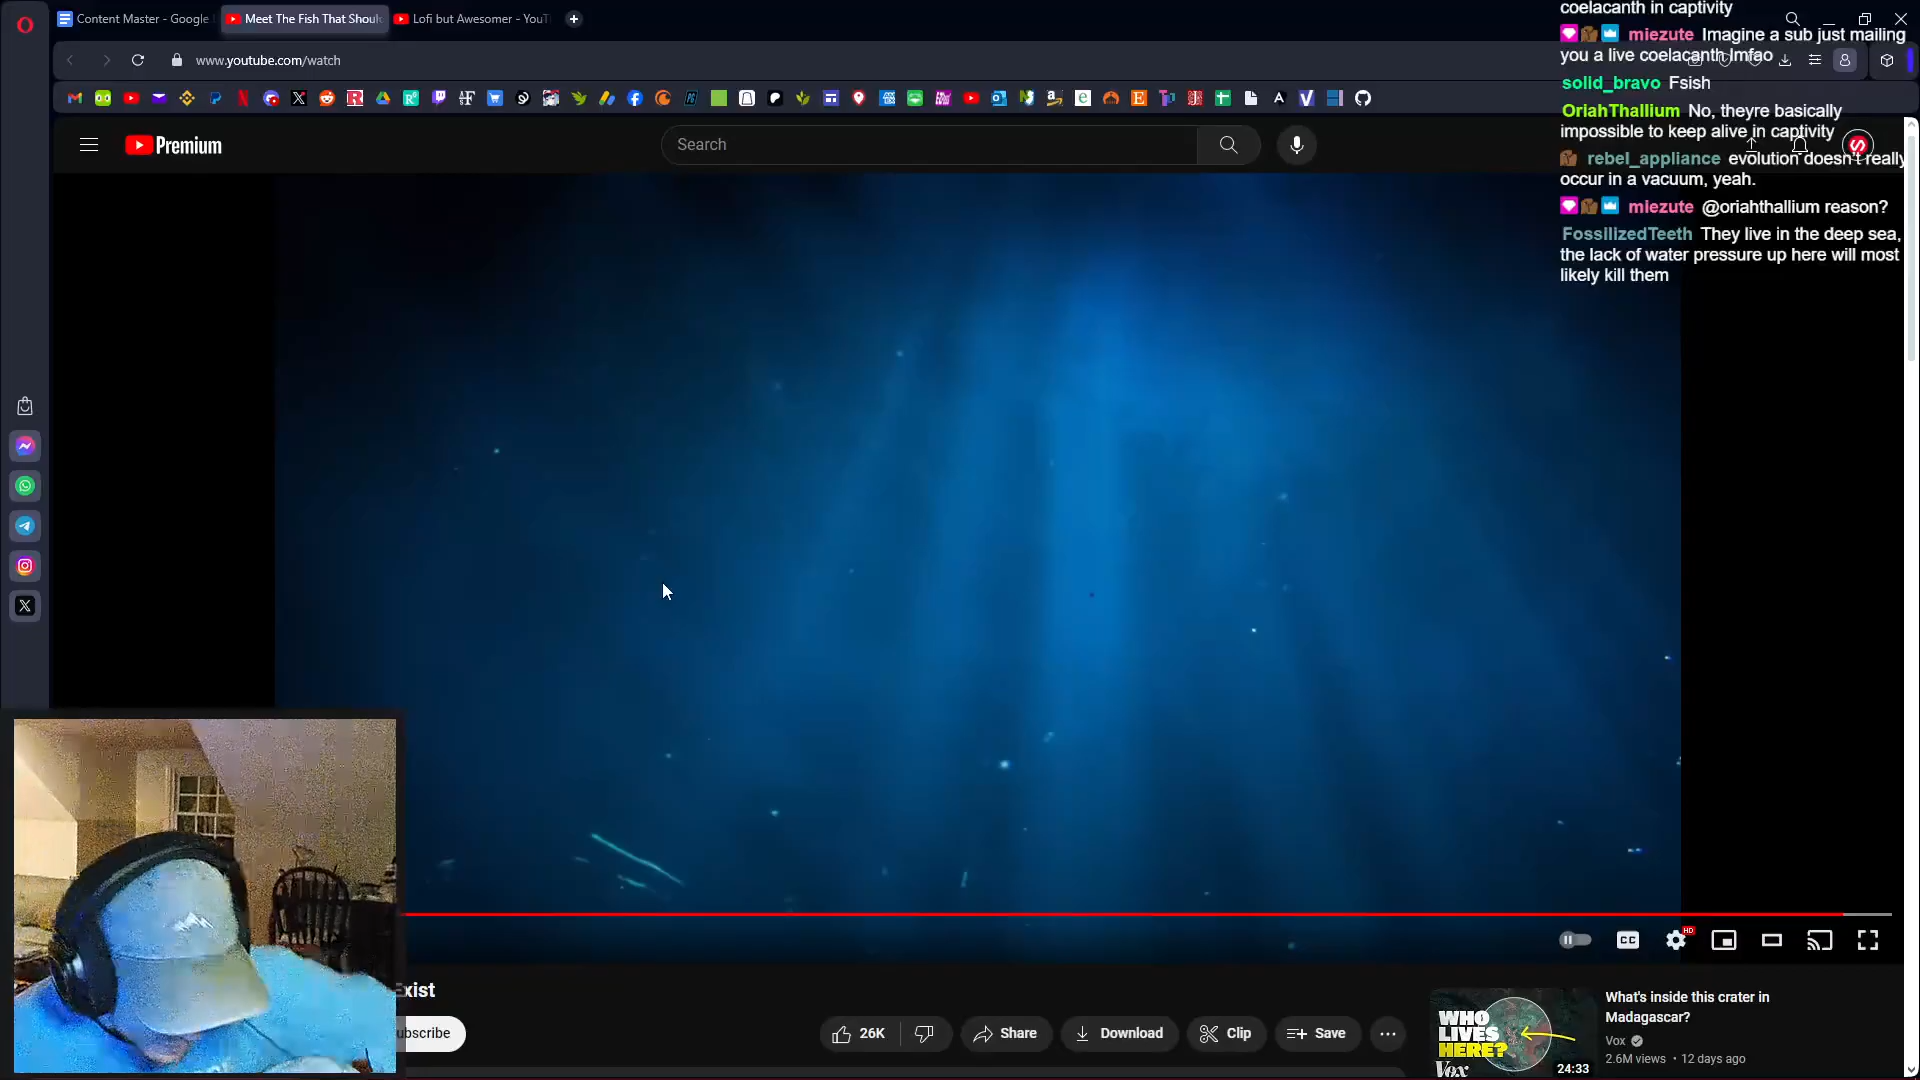 Content Master - Google
Meet The Fish That Shoul
Lofi but Awesomer - YouT
www.youtube.com/watch
Premium
Search
coelacanth in captivity
miezute Imagine a sub just mailing
you a live coelacanth lmfao
solid_bravo Fsish
OriahThallium No, theyre basically
impossible to keep alive in captivity
rebel_appliance evolution doesn't really
occur in a vacuum, yeah.
miezute @oriahthallium reason?
FossilizedTeeth They live in the deep sea,
the lack of water pressure up here will most
likely kill them
CC
HD
Exist
ubscribe
26K
Share
Download
Clip
Save
WHO
LIVES
HERE?
Vox
24:33
What's inside this crater in
Madagascar?
Vox
2.6M views • 12 days ago